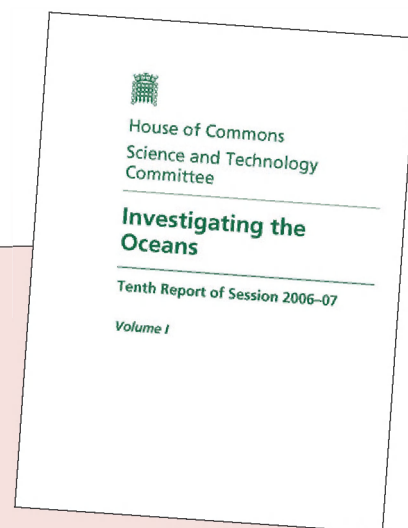 House of Commons
Science and Technology
Committee
Investigating the
Oceans
Tenth Report of Session 2006–07
Volume I